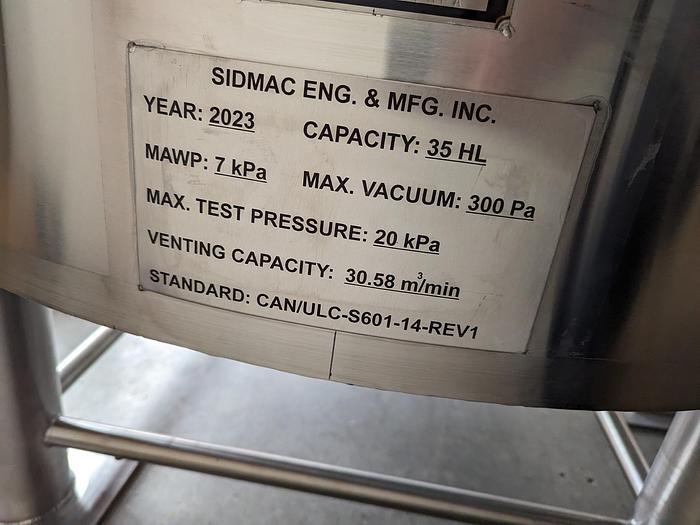 SIDMAC ENG. & MFG. INC.
YEAR: 2023 CAPACITY: 35 HL
MAWP: 7 kPa MAX. VACUUM: 300 Pa
MAX. TEST PRESSURE: 20 kPa
VENTING CAPACITY: 30.58 m³/min
STANDARD: CAN/ULC-S601-14-REV1